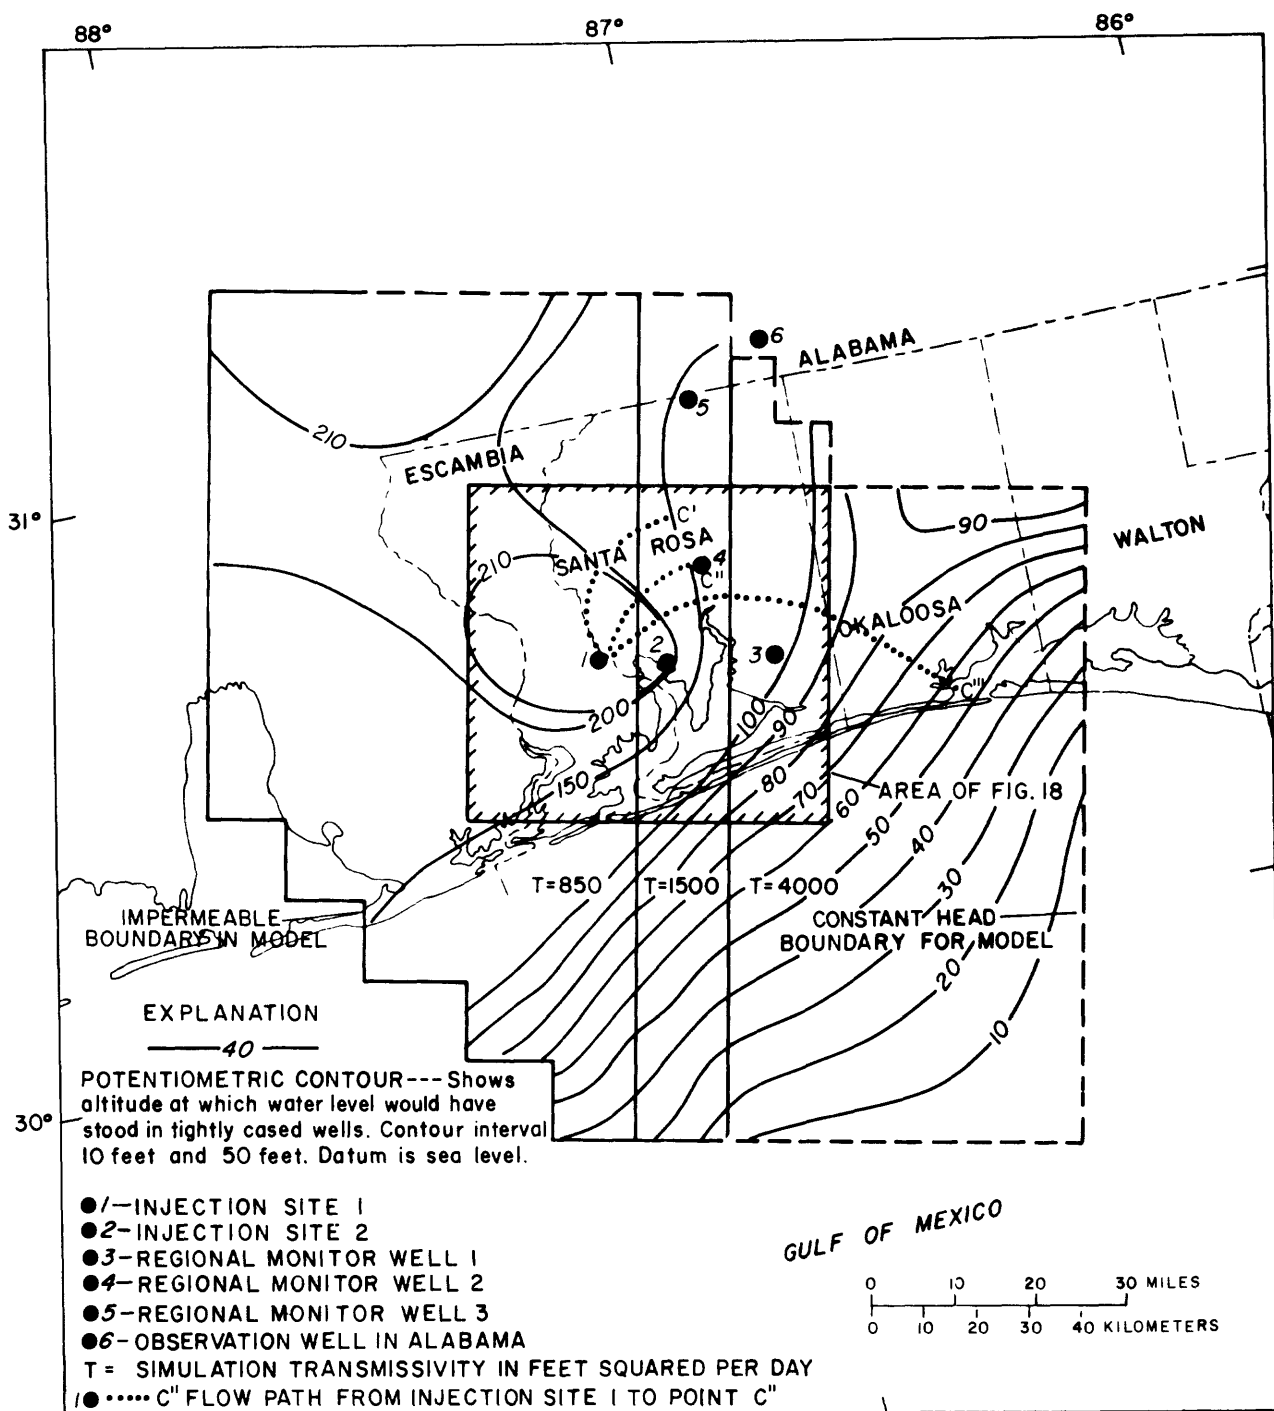 88° 87° 86°
6
ALABAMA
5
210
ESCAMBIA
31°
C'
90
WALTON
210
SANTA ROSA
4
C"
OKALOOSA
1
2
3
C'''
200
100
90
150
80
70
60
AREA OF FIG. 18
50
40
T=850 T=1500 T=4000
30
IMPERMEABLE
BOUNDARY IN MODEL
CONSTANT HEAD
BOUNDARY FOR MODEL
20
10
EXPLANATION
40
POTENTIOMETRIC CONTOUR---Shows
altitude at which water level would have
30°
stood in tightly cased wells. Contour interval
10 feet and 50 feet. Datum is sea level.
●1-INJECTION SITE 1
●2-INJECTION SITE 2
●3-REGIONAL MONITOR WELL 1
●4-REGIONAL MONITOR WELL 2
●5-REGIONAL MONITOR WELL 3
●6-OBSERVATION WELL IN ALABAMA
T= SIMULATION TRANSMISSIVITY IN FEET SQUARED PER DAY
1●·····C" FLOW PATH FROM INJECTION SITE 1 TO POINT C"
GULF OF MEXICO
0 10 20 30 MILES
0 10 20 30 40 KILOMETERS